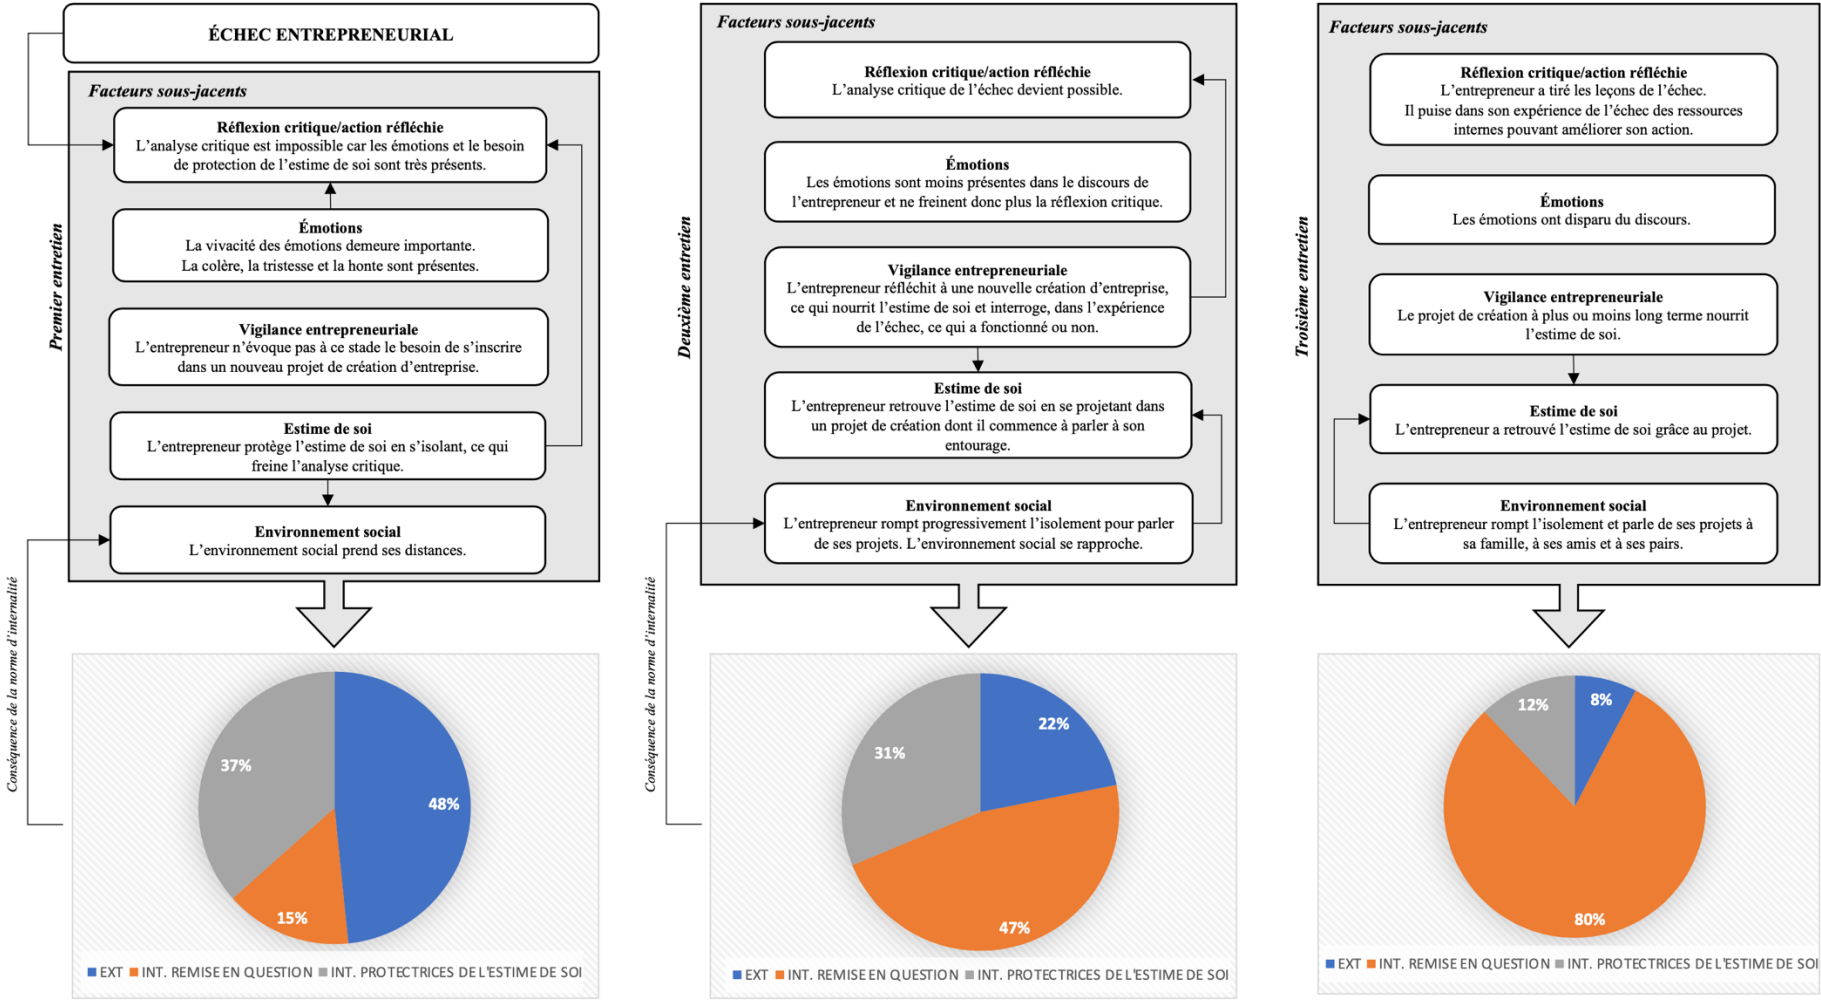 ÉCHEC ENTREPRENEURIAL
Facteurs sous-jacents
Réflexion critique/action réfléchie
L'analyse critique est impossible car les émotions et le besoin
de protection de l'estime de soi sont très présents.
Émotions
La vivacité des émotions demeure importante.
La colère, la tristesse et la honte sont présentes.
Vigilance entrepreneuriale
L'entrepreneur n'évoque pas à ce stade le besoin de s'inscrire
dans un nouveau projet de création d'entreprise.
Estime de soi
L'entrepreneur protège l'estime de soi en s'isolant, ce qui
freine l'analyse critique.
Environnement social
L'environnement social prend ses distances.
Premier entretien
Conséquence de la norme d'internalité
37%
48%
15%
EXT
INT. REMISE EN QUESTION
INT. PROTECTRICES DE L'ESTIME DE SOI
Facteurs sous-jacents
Réflexion critique/action réfléchie
L'analyse critique de l'échec devient possible.
Émotions
Les émotions sont moins présentes dans le discours de
l'entrepreneur et ne freinent donc plus la réflexion critique.
Vigilance entrepreneuriale
L'entrepreneur réfléchit à une nouvelle création d'entreprise,
ce qui nourrit l'estime de soi et interroge, dans l'expérience
de l'échec, ce qui a fonctionné ou non.
Estime de soi
L'entrepreneur retrouve l'estime de soi en se projetant dans
un projet de création dont il commence à parler à son
entourage.
Environnement social
L'entrepreneur rompt progressivement l'isolement pour parler
de ses projets. L'environnement social se rapproche.
Deuxième entretien
Conséquence de la norme d'internalité
22%
31%
47%
EXT
INT. REMISE EN QUESTION
INT. PROTECTRICES DE L'ESTIME DE SOI
Facteurs sous-jacents
Réflexion critique/action réfléchie
L'entrepreneur a tiré les leçons de l'échec.
Il puise dans son expérience de l'échec des ressources
internes pouvant améliorer son action.
Émotions
Les émotions ont disparu du discours.
Vigilance entrepreneuriale
Le projet de création à plus ou moins long terme nourrit
l'estime de soi.
Estime de soi
L'entrepreneur a retrouvé l'estime de soi grâce au projet.
Environnement social
L'entrepreneur rompt l'isolement et parle de ses projets à
sa famille, à ses amis et à ses pairs.
Troisième entretien
12%
8%
80%
EXT
INT. REMISE EN QUESTION
INT. PROTECTRICES DE L'ESTIME DE SOI